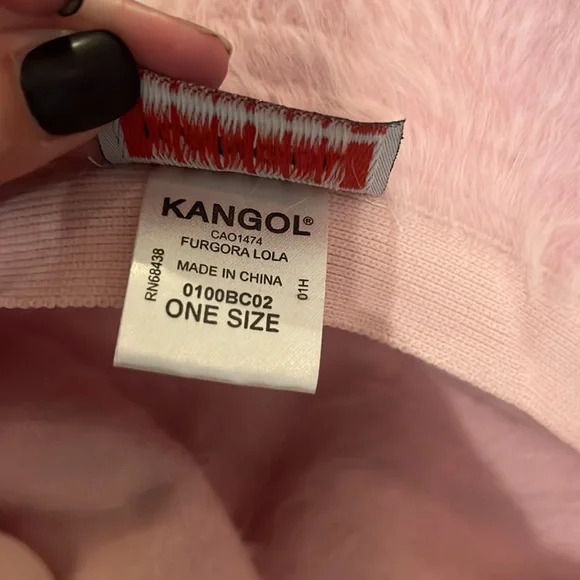 KANGOL®
CAO1474
FURGORA LOLA
MADE IN CHINA
0100BC02
ONE SIZE
RN68438
01H